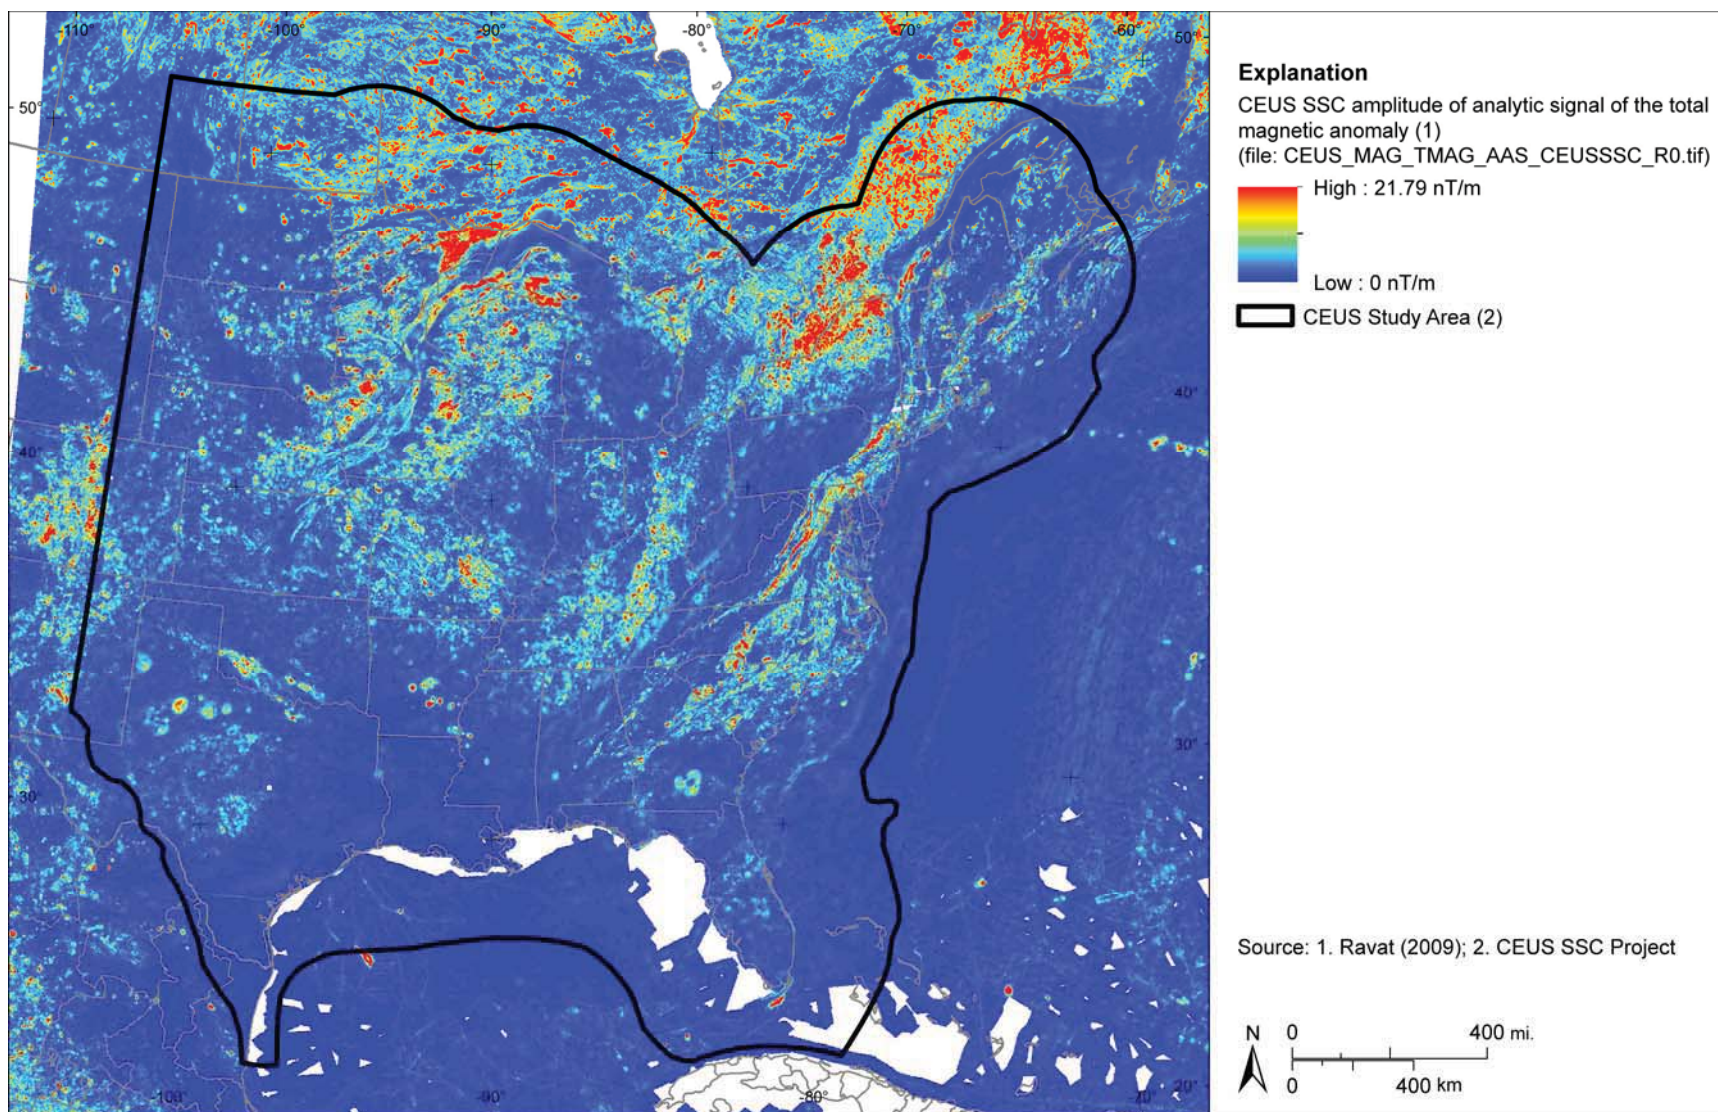 -110° -100° -90° -80° -70° -60° 50°
50°
40°
40°
30°
30
-100° -90° -80° 70° 20°
Explanation
CEUS SSC amplitude of analytic signal of the total
magnetic anomaly (1)
(file: CEUS_MAG_TMAG_AAS_CEUSSSC_R0.tif)
High : 21.79 nT/m
Low : 0 nT/m
CEUS Study Area (2)
Source: 1. Ravat (2009); 2. CEUS SSC Project
N 0 400 mi.
0 400 km